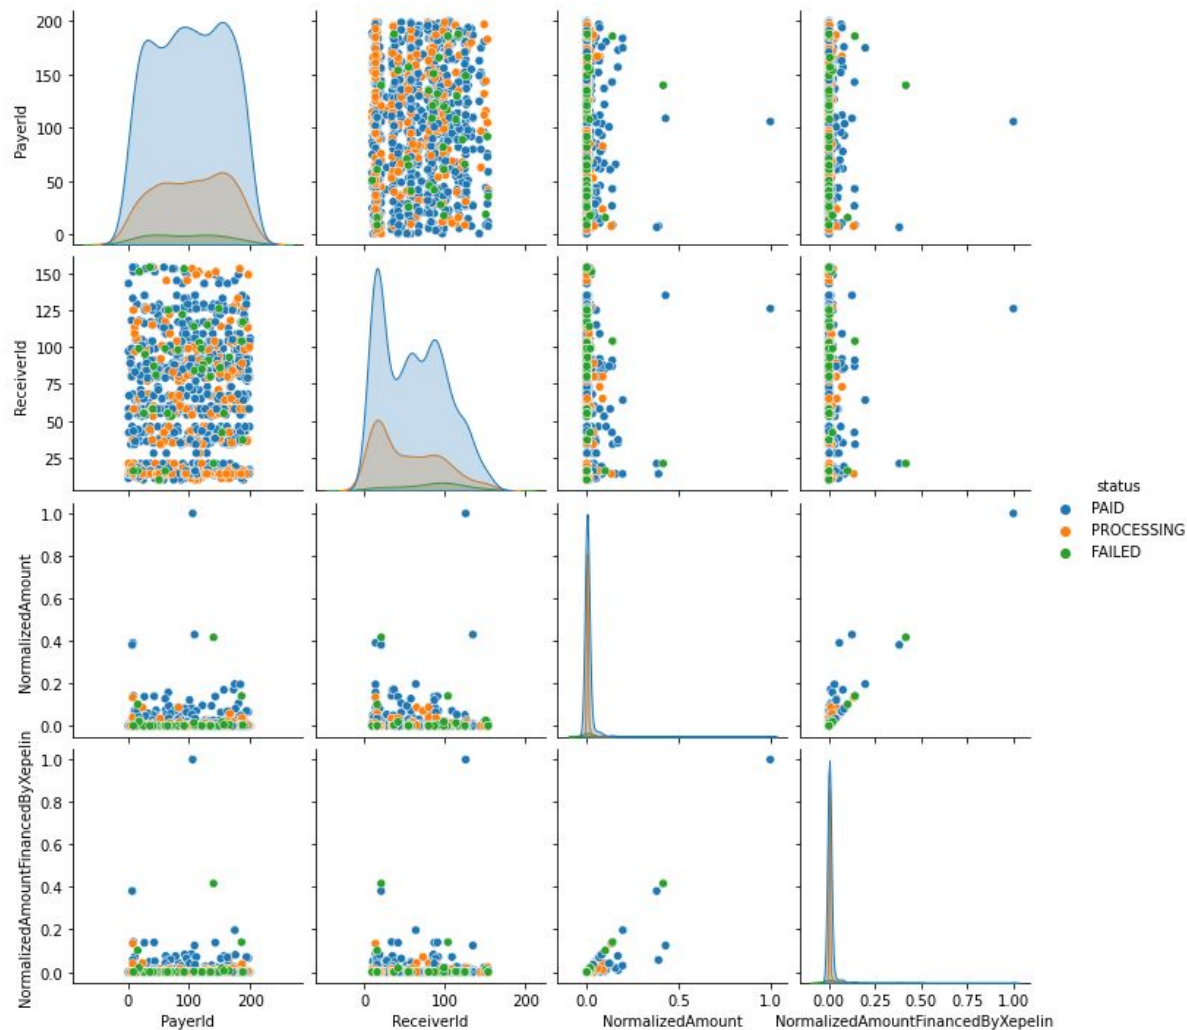 200
150
100
50
0
PayerId
150
125
100
75
50
25
ReceiverId
status
PAID
PROCESSING
FAILED
1.0
0.8
0.6
0.4
0.2
0.0
NormalizedAmount
1.0
0.8
0.6
0.4
0.2
0.0
NormalizedAmountFinancedByXepelin
0 100 200
0 100 200
0.0 0.5 1.0
0.00 0.25 0.50 0.75 1.00
PayerId
ReceiverId
NormalizedAmount
NormalizedAmountFinancedByXepelin